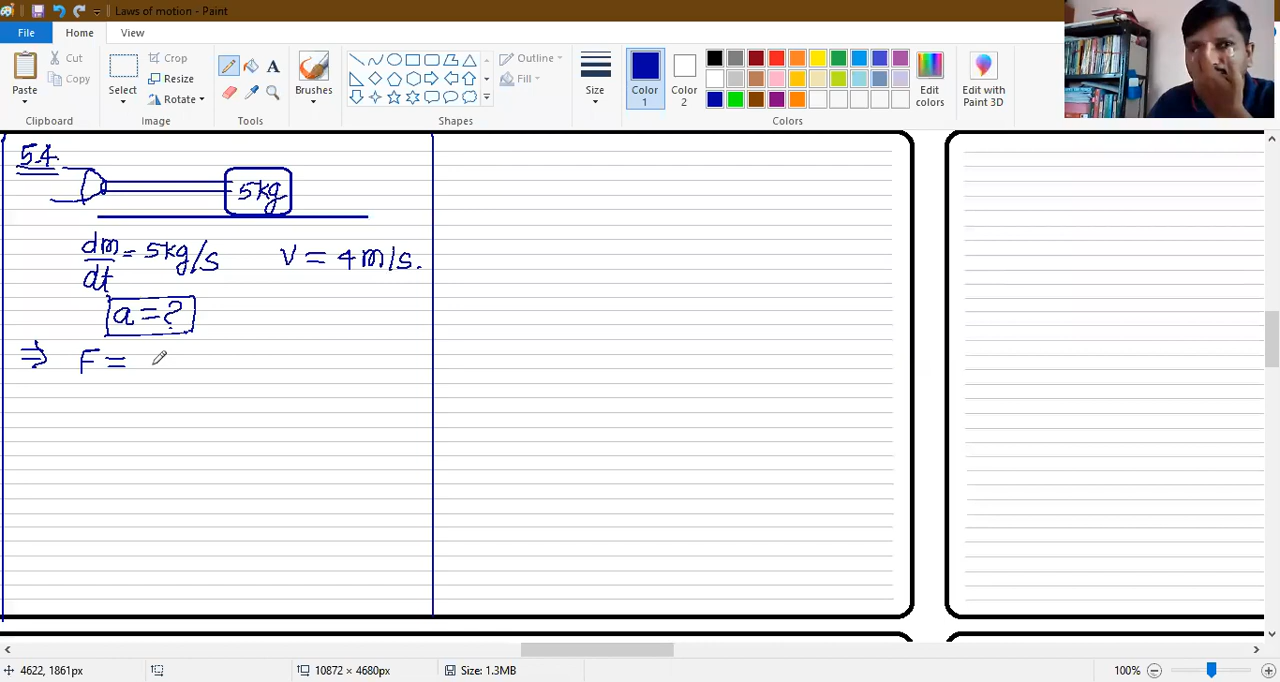 Laws of motion - Paint
File Home View
Paste Cut Copy Select Crop Resize Rotate Brushes Outline Fill Size Color 1 Color 2 Edit colors Edit with Paint 3D
Clipboard Image Tools Shapes Colors
54
5kg
dm/dt = 5kg/s V = 4m/s.
a = ?
⇒ F =
4622, 1861px 10872 × 4680px Size: 1.3MB 100%